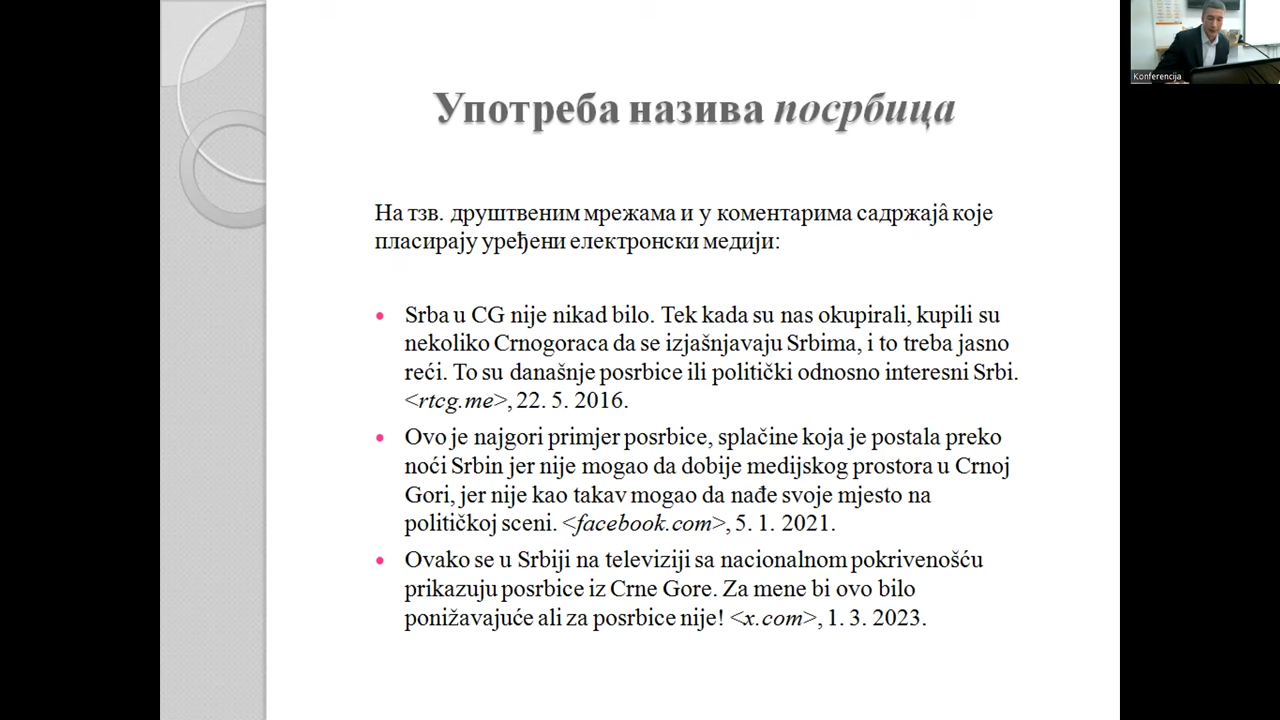 Употреба назива посрбица
На тзв. друштвеним мрежама и у коментарима садржаја̂ које
пласирају уређени електронски медији:
• Srba u CG nije nikad bilo. Tek kada su nas okupirali, kupili su
nekoliko Crnogoraca da se izjašnjavaju Srbima, i to treba jasno
reći. To su današnje posrbice ili politički odnosno interesni Srbi.
<rtcg.me>, 22. 5. 2016.
• Ovo je najgori primjer posrbice, splačine koja je postala preko
noći Srbin jer nije mogao da dobije medijskog prostora u Crnoj
Gori, jer nije kao takav mogao da nađe svoje mjesto na
političkoj sceni. <facebook.com>, 5. 1. 2021.
• Ovako se u Srbiji na televiziji sa nacionalnom pokrivenošću
prikazuju posrbice iz Crne Gore. Za mene bi ovo bilo
ponižavajuće ali za posrbice nije! <x.com>, 1. 3. 2023.
Konferencija